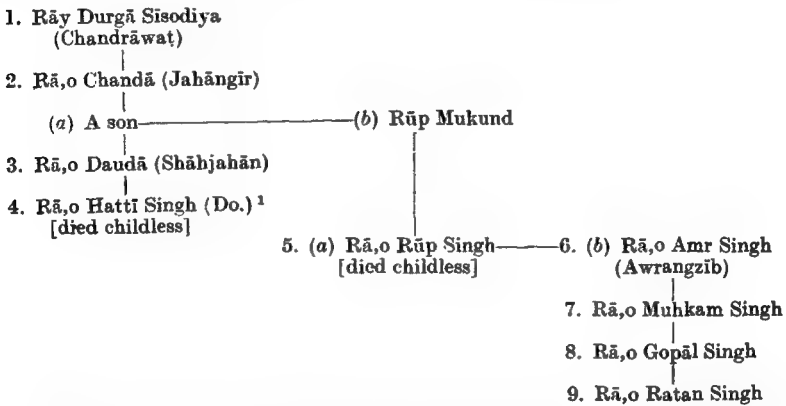 1. Rāy Durgā Sīsodiya
(Chandrāwaṭ)
2. Rā,o Chandā (Jahāngīr)
(a) A son (b) Rūp Mukund
3. Rā,o Daudā (Shāhjahān)
4. Rā,o Hattī Singh (Do.) 1
[died childless]
5. (a) Rā,o Rūp Singh 6. (b) Rā,o Amr Singh
[died childless] (Awrangzīb)
7. Rā,o Muḥkam Singh
8. Rā,o Gopāl Singh
9. Rā,o Ratan Singh